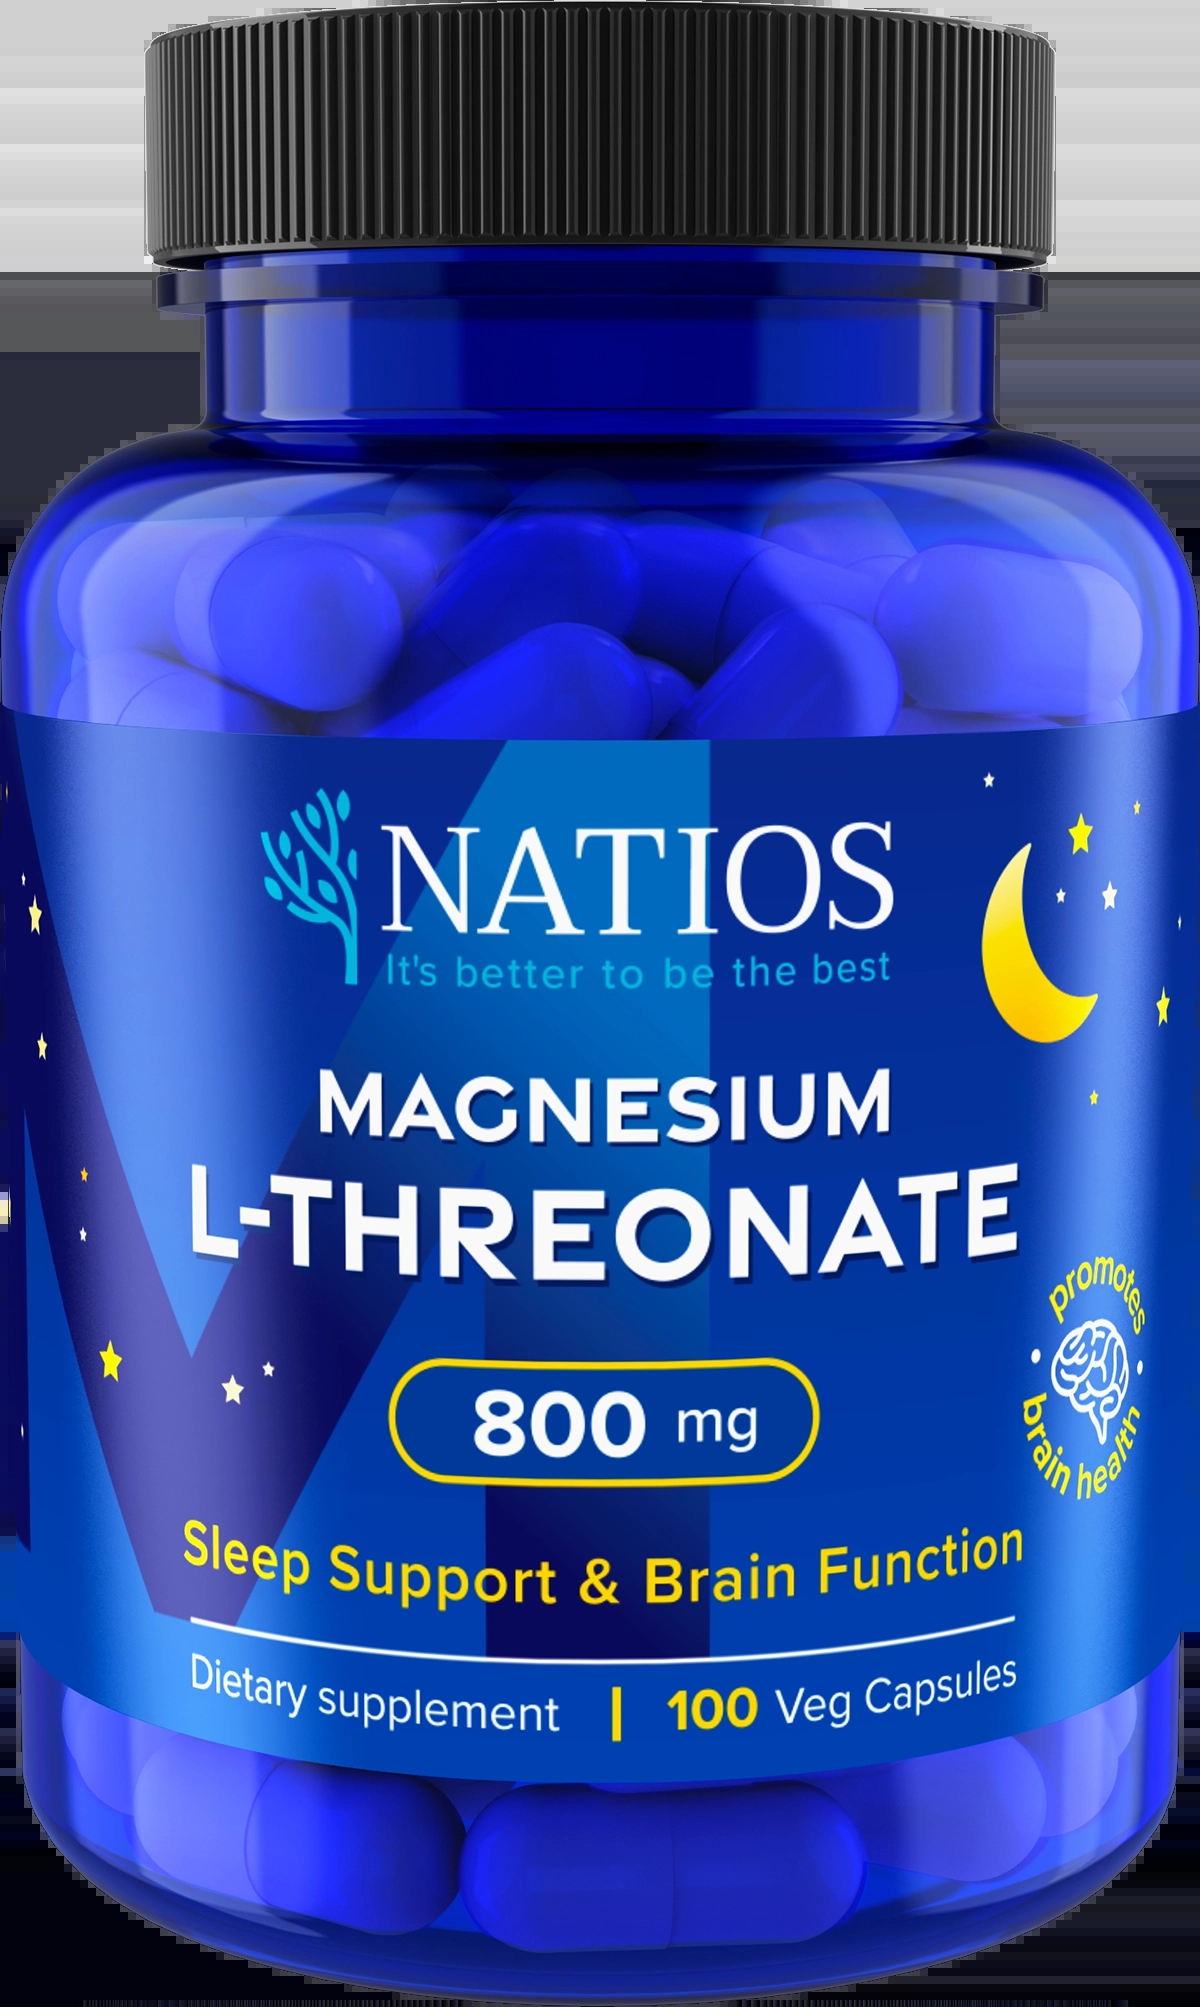 NATIOS
It's better to be the best
MAGNESIUM
L-THREONATE
800 mg
promotes
brain health
Sleep Support & Brain Function
Dietary supplement | 100 Veg Capsules